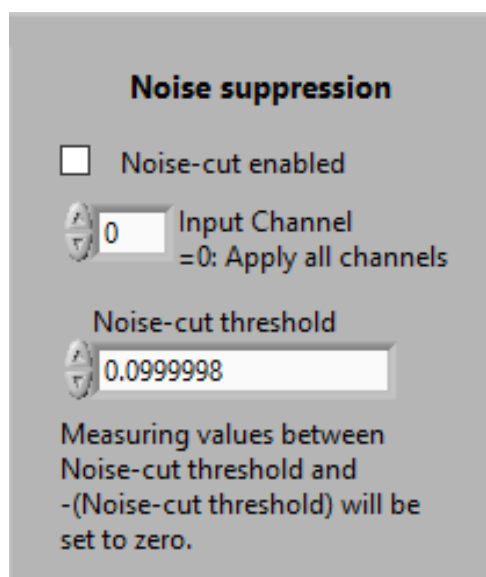 Noise suppression
Noise-cut enabled
0
Input Channel
=0: Apply all channels
Noise-cut threshold
0.0999998
Measuring values between
Noise-cut threshold and
-(Noise-cut threshold) will be
set to zero.